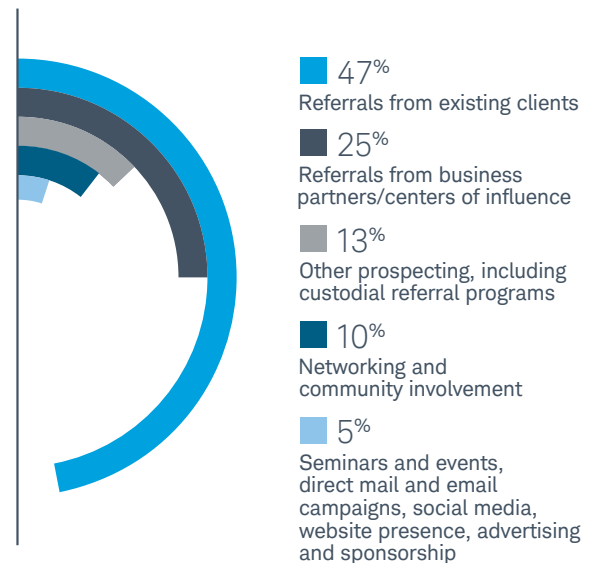 47%
Referrals from existing clients
25%
Referrals from business
partners/centers of influence
13%
Other prospecting, including
custodial referral programs
10%
Networking and
community involvement
5%
Seminars and events,
direct mail and email
campaigns, social media,
website presence, advertising
and sponsorship